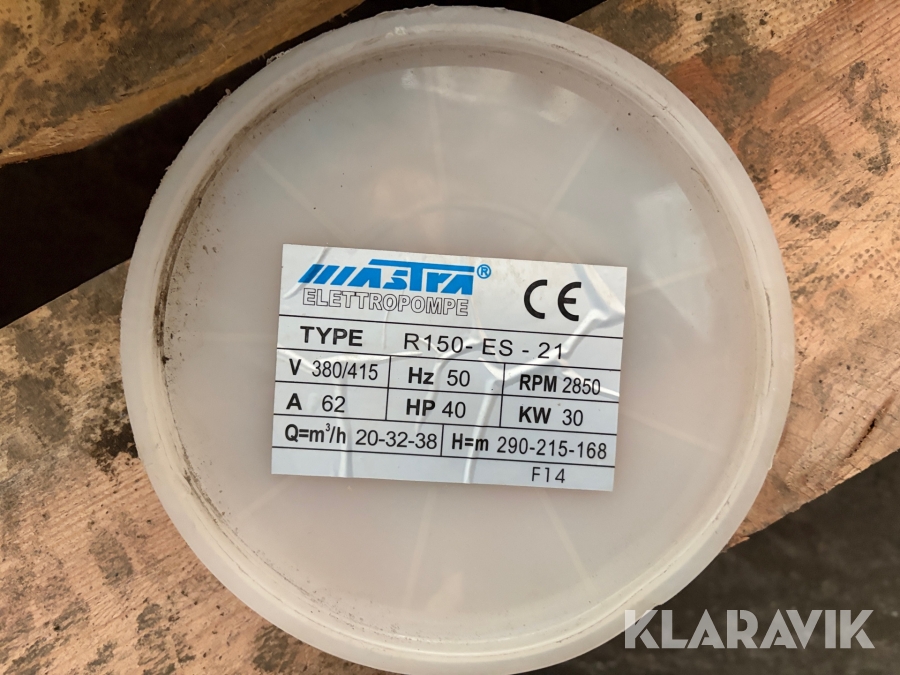 MASTRA®
ELETTROPOMPE
CE
TYPE R150-ES-21
V 380/415 Hz 50 RPM 2850
A 62 HP 40 KW 30
Q=m³/h 20-32-38 H=m 290-215-168
F14
KLARAVIK